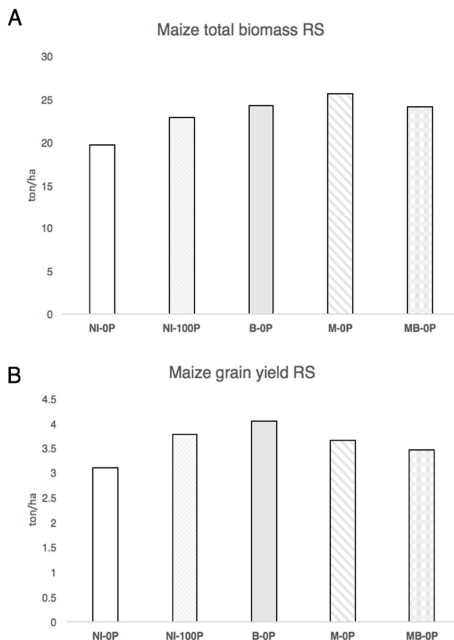 A
Maize total biomass RS
30
25
20
15
10
5
0
ton/ha
NI-0P NI-100P B-0P M-0P MB-0P
B
Maize grain yield RS
4.5
4
3.5
3
2.5
2
1.5
1
0.5
0
ton/ha
NI-0P NI-100P B-0P M-0P MB-0P